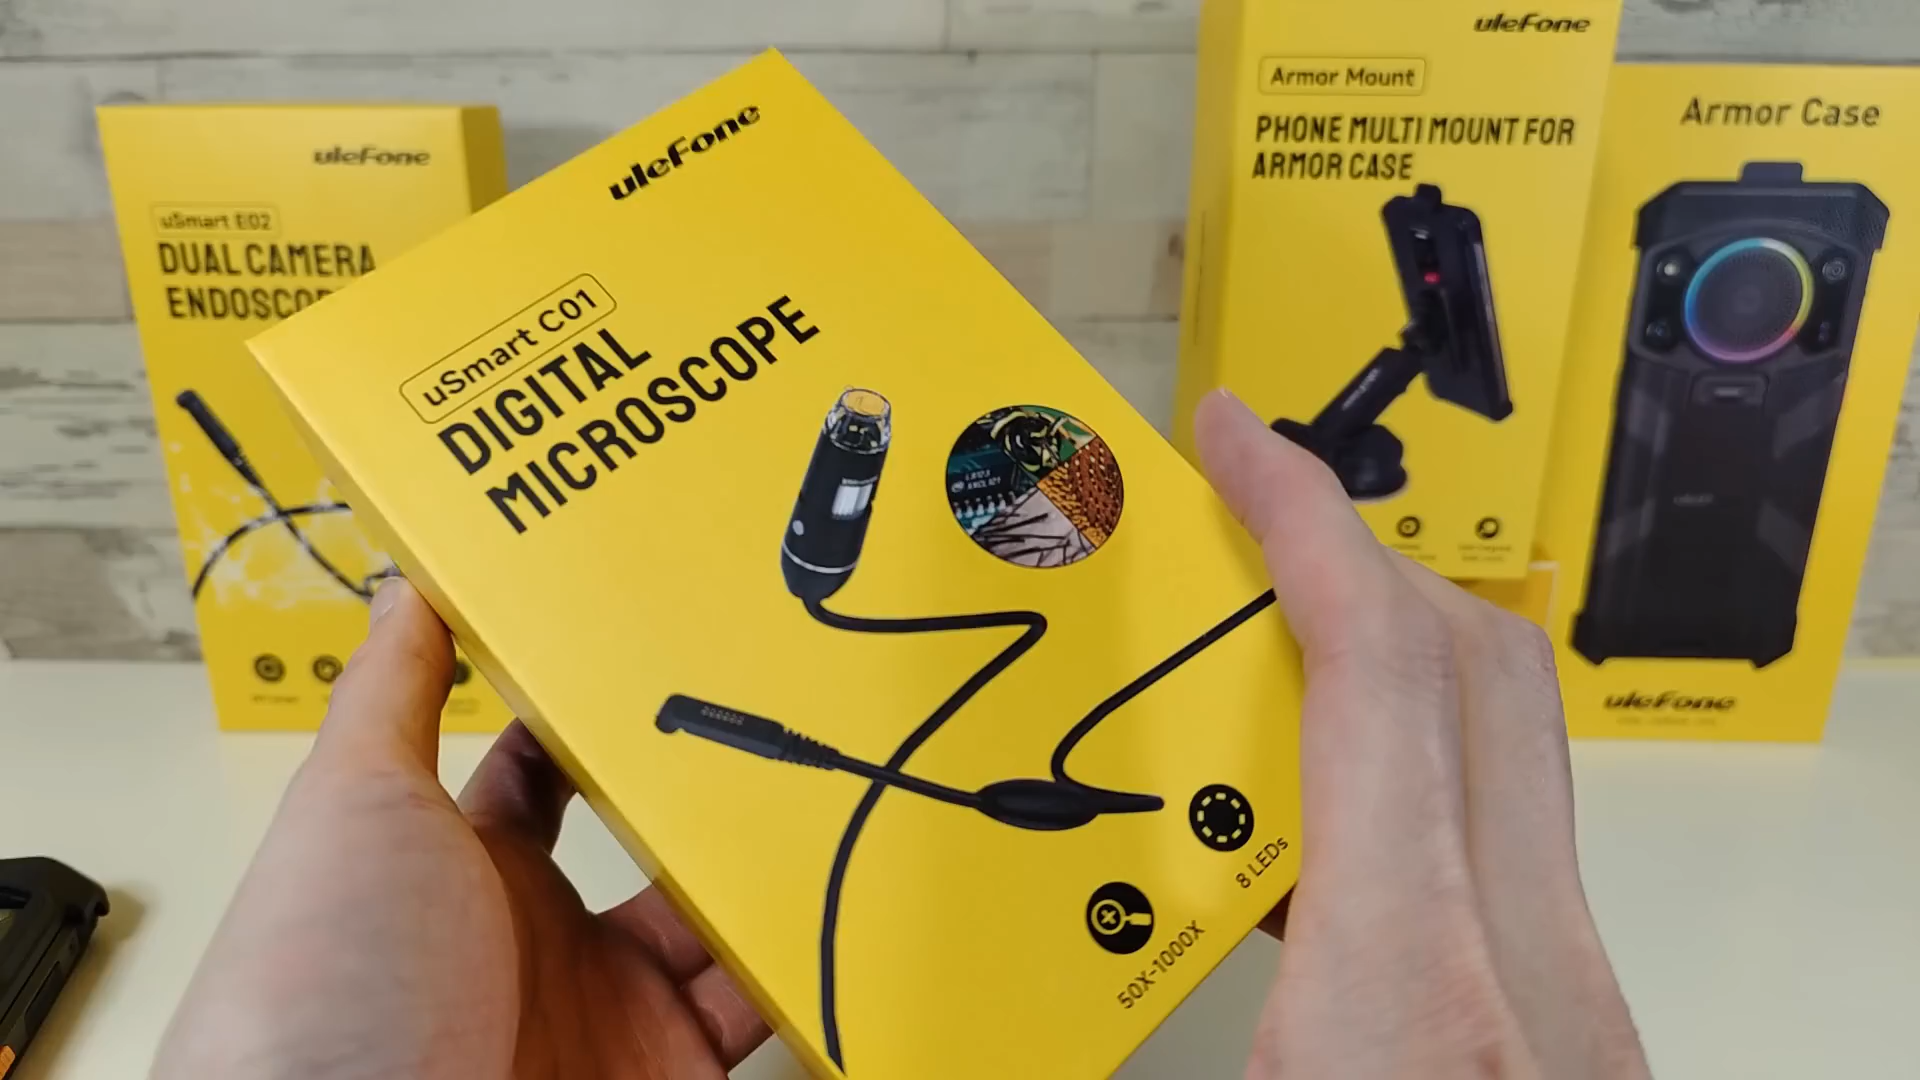 ulefone
uSmart E02
DUAL CAMERA
ulefone
uSmart C01
DIGITAL
MICROSCOPE
8 LEDs
50X-1000X
ulefone
Armor Mount
PHONE MULTI MOUNT FOR
ARMOR CASE
Armor Case
ulefone